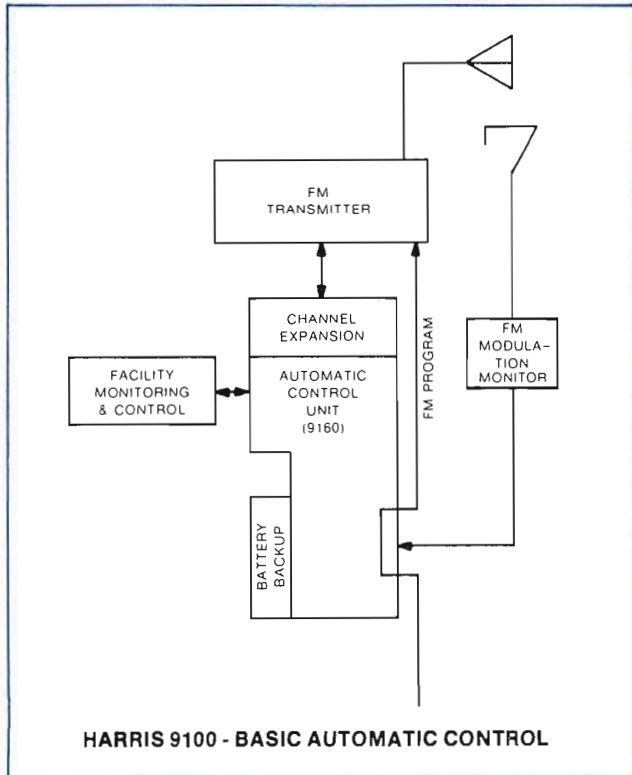 FM
TRANSMITTER
CHANNEL
EXPANSION
FACILITY
MONITORING
& CONTROL
AUTOMATIC
CONTROL
UNIT
(9160)
FM PROGRAM
FM
MODULA-
TION
MONITOR
BATTERY
BACKUP
HARRIS 9100 - BASIC AUTOMATIC CONTROL